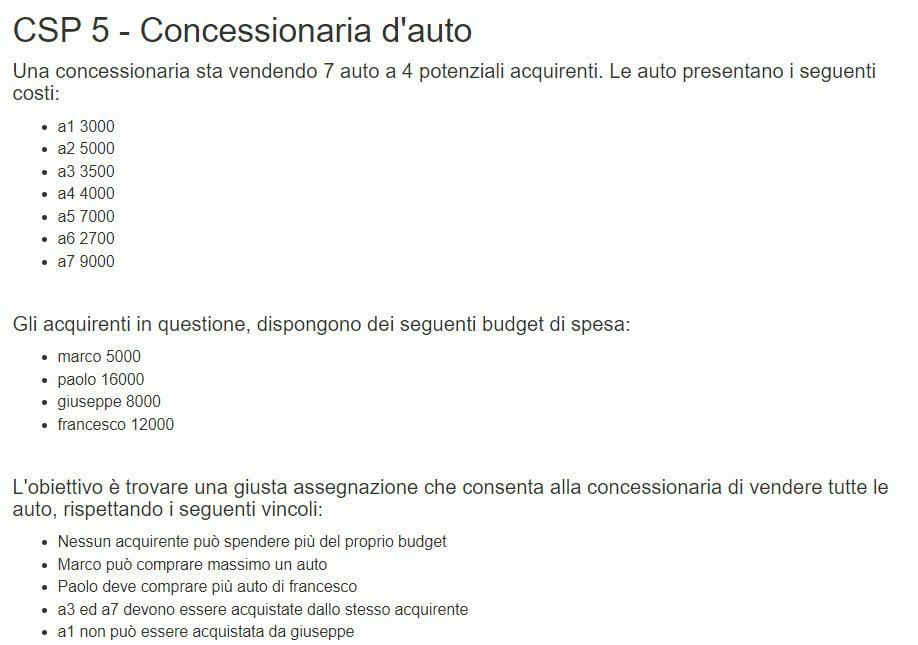 CSP 5 - Concessionaria d'auto
Una concessionaria sta vendendo 7 auto a 4 potenziali acquirenti. Le auto presentano i seguenti
costi:
• a1 3000
• a2 5000
• a3 3500
• a4 4000
• a5 7000
• a6 2700
• a7 9000
Gli acquirenti in questione, dispongono dei seguenti budget di spesa:
• marco 5000
• paolo 16000
• giuseppe 8000
• francesco 12000
L'obiettivo è trovare una giusta assegnazione che consenta alla concessionaria di vendere tutte le
auto, rispettando i seguenti vincoli:
• Nessun acquirente può spendere più del proprio budget
• Marco può comprare massimo un auto
• Paolo deve comprare più auto di francesco
• a3 ed a7 devono essere acquistate dallo stesso acquirente
• a1 non può essere acquistata da giuseppe